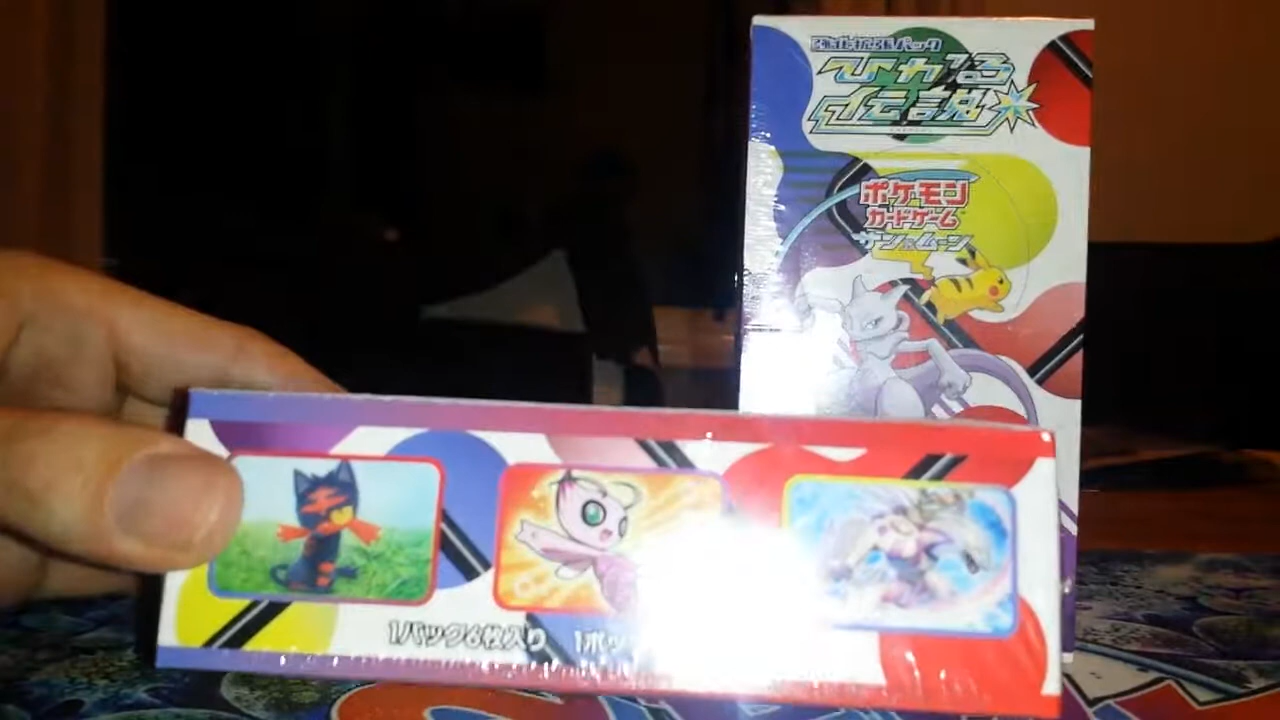 強化拡張パック
ひかる
伝説
ポケモン
カードゲーム
サン&ムーン
1パック6枚入り 1ボッ